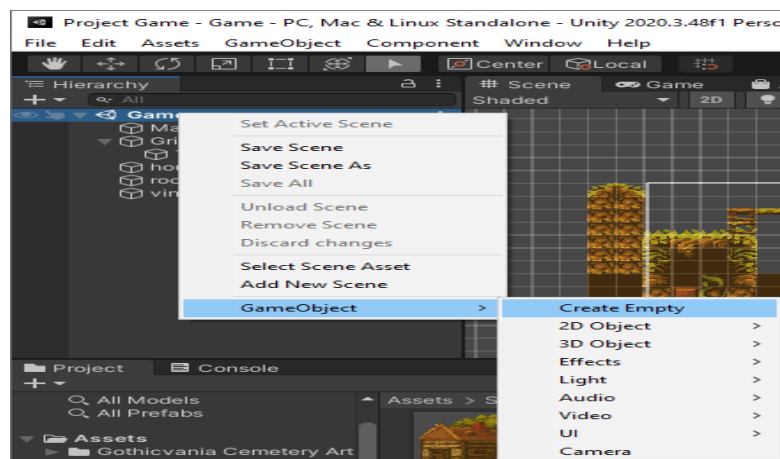 Project Game - Game - PC, Mac & Linux Standalone - Unity 2020.3.48f1
File Edit Assets GameObject Component Window Help
Center Local
Hierarchy
Scene Game
All
Shaded 2D
Set Active Scene
Save Scene
Save Scene As
Save All
Unload Scene
Remove Scene
Discard changes
Select Scene Asset
Add New Scene
GameObject >
Create Empty
2D Object >
3D Object >
Effects >
Light >
Audio >
Video >
UI >
Camera
Project Console
All Models
All Prefabs
Assets >
Assets
Gothicvania Cemetery Art